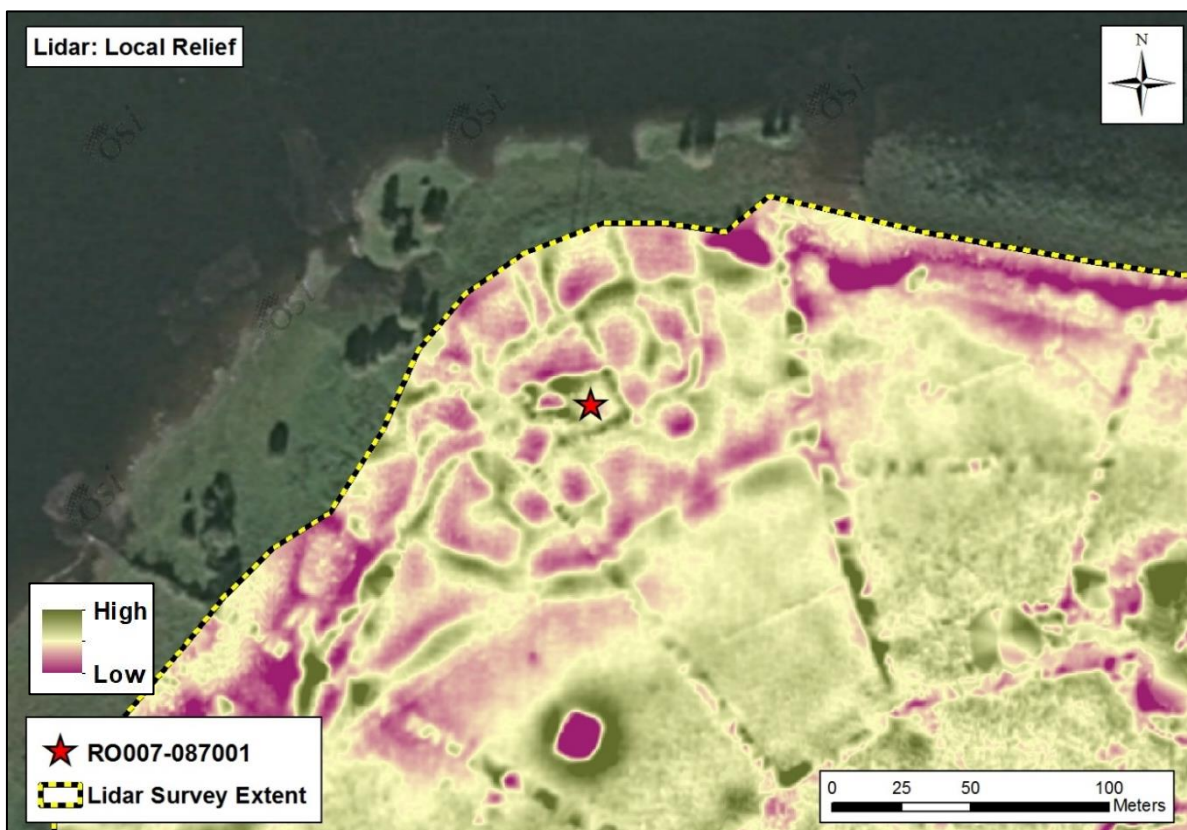 Lidar: Local Relief
N
osi
osi
osi
osi
osi
High
Low
RO007-087001
Lidar Survey Extent
0 25 50 100
Meters